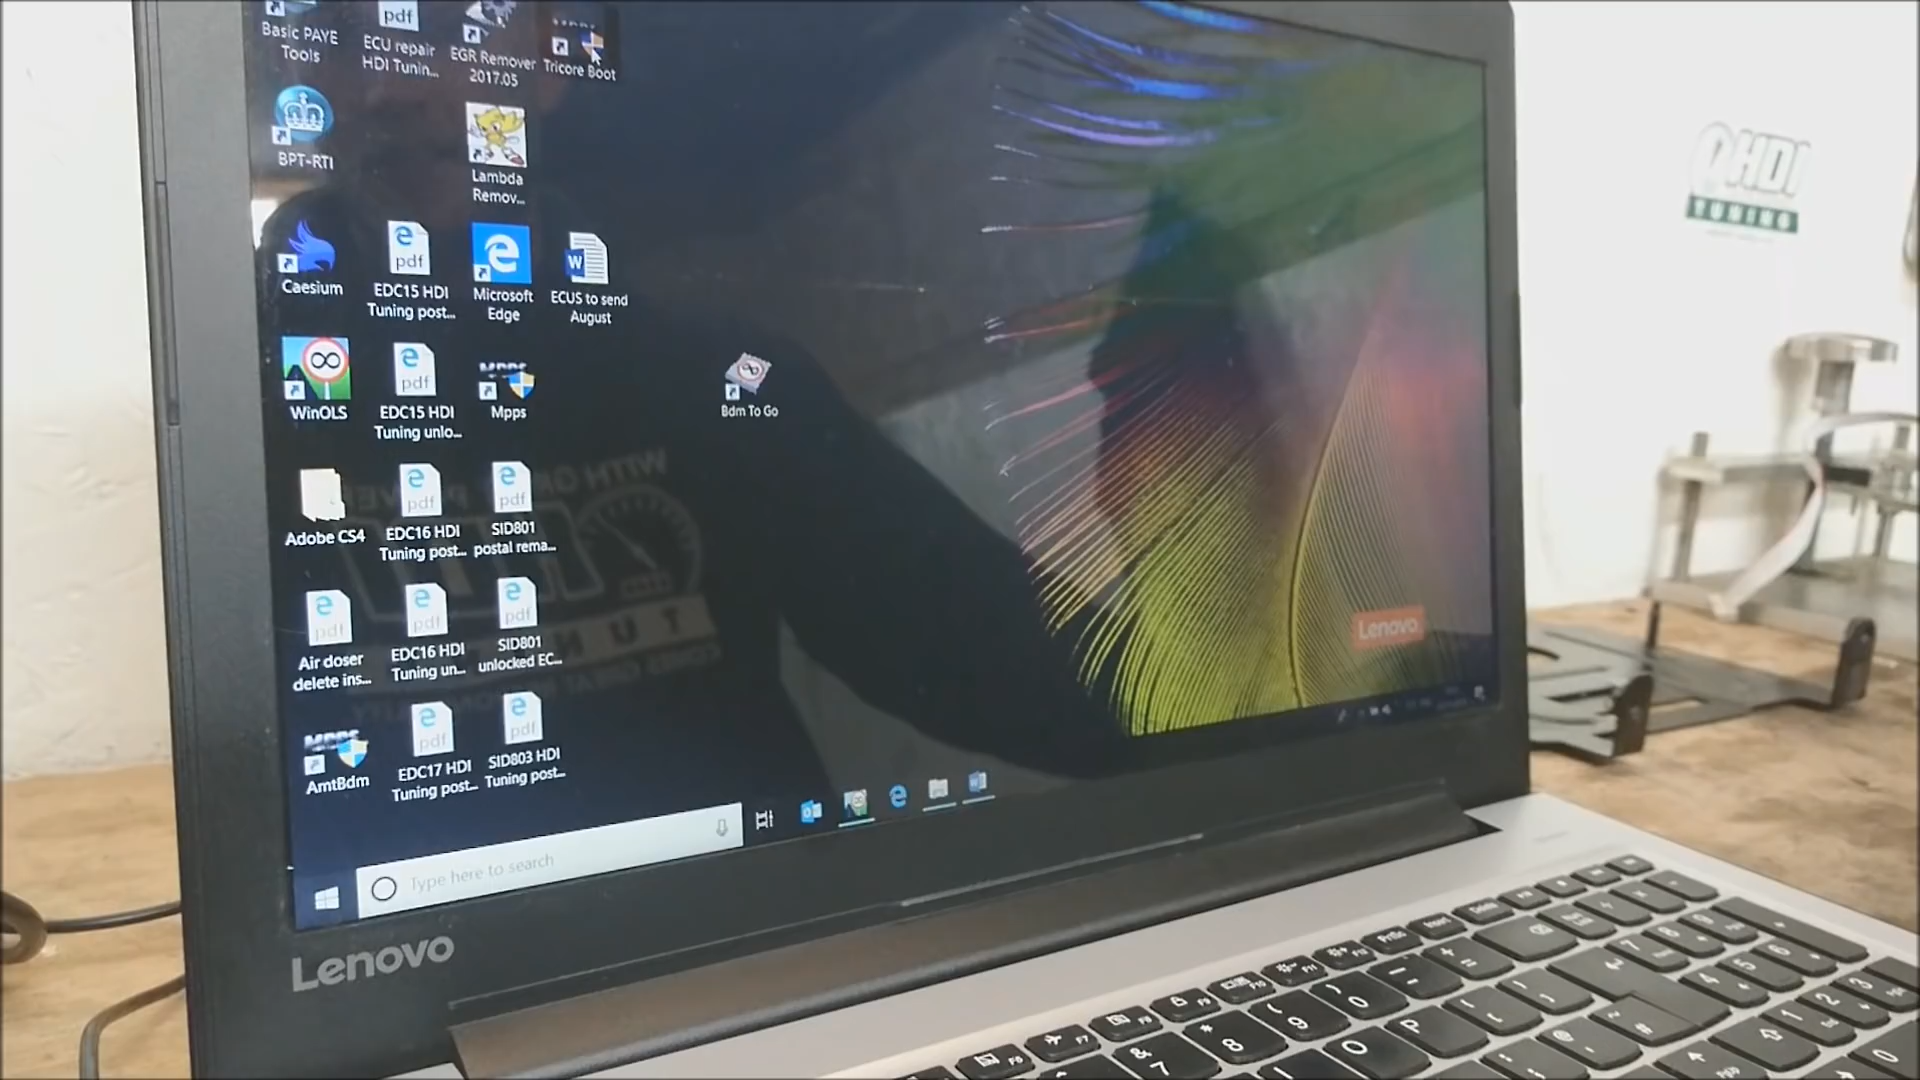 Basic PAYE
Tools
pdf
ECU repair
HDI Tunin...
EGR Remover
2017.05
Tricore Boot
BPT-RTI
Lambda
Remov...
Caesium
pdf
EDC15 HDI
Tuning post...
Microsoft
Edge
W
ECUS to send
August
WinOLS
pdf
EDC15 HDI
Tuning unlo...
MPPS
Mpps
Bdm To Go
Adobe CS4
pdf
EDC16 HDI
Tuning post...
pdf
SID801
postal rema...
Air doser
delete ins...
pdf
pdf
EDC16 HDI
Tuning un...
pdf
SID801
unlocked EC...
MPPS
AmtBdm
pdf
EDC17 HDI
Tuning post...
pdf
SID803 HDI
Tuning post...
Type here to search
Lenovo
Lenovo
HDI
TUNING